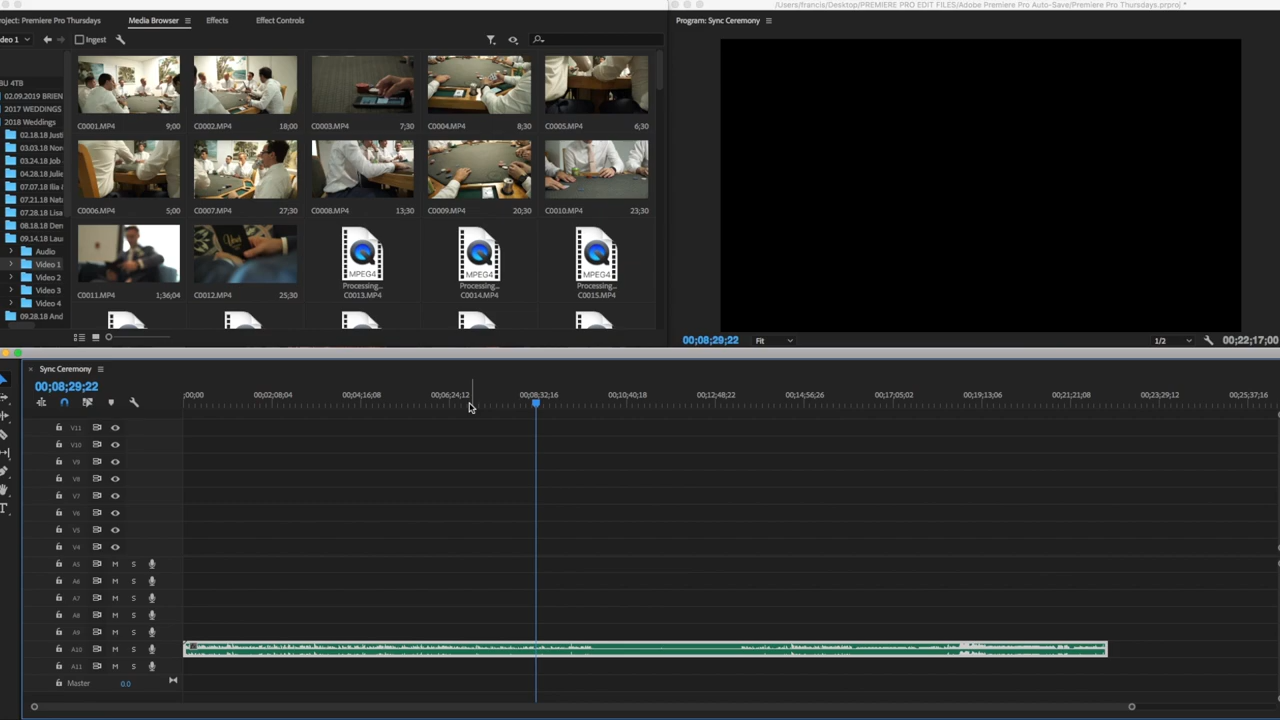 /Users/francis/Desktop/PREMIERE PRO EDIT FILES/Adobe Premiere Pro Auto-Save/Premiere Pro Thursdays.prproj *
roject: Premiere Pro Thursdays
Media Browser
Effects
Effect Controls
Program: Sync Ceremony
deo 1
Ingest
BU 4TB
02.09.2019 BRIEN
2017 WEDDINGS
2018 Weddings
02.18.18 Justi
03.03.18 Nor
03.24.18 Job
04.28.18 Julie
07.07.18 Ilia &
07.21.18 Nata
07.28.18 Lisa
08.18.18 Der
09.14.18 Lau
Audio
Video 1
Video 2
Video 3
Video 4
09.28.18 And
C0001.MP4 9;00
C0002.MP4 18;00
C0003.MP4 7;30
C0004.MP4 8;30
C0005.MP4 6;30
C0006.MP4 5;00
C0007.MP4 27;30
C0008.MP4 13;30
C0009.MP4 20;30
C0010.MP4 23;30
C0011.MP4 1;36;04
C0012.MP4 25;30
MPEG4
Processing...
C0013.MP4
MPEG4
Processing...
C0014.MP4
MPEG4
Processing...
C0015.MP4
00;08;29;22
Fit
1/2
00;22;17;00
Sync Ceremony
00;08;29;22
;00;00
00;02;08;04
00;04;16;08
00;06;24;12
00;08;32;16
00;10;40;18
00;12;48;22
00;14;56;26
00;17;05;02
00;19;13;06
00;21;21;08
00;23;29;12
00;25;37;16
V11
V10
V9
V8
V7
V6
V5
V4
A5 M S
A6 M S
A7 M S
A8 M S
A9 M S
A10 M S
A11 M S
Master 0.0
T